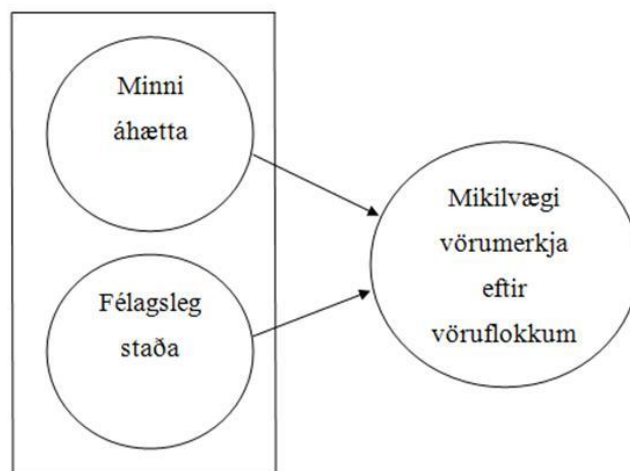 Minni
áhætta
Félagsleg
staða
Mikilvægi
vörumerkja
eftir
vöruflokkum